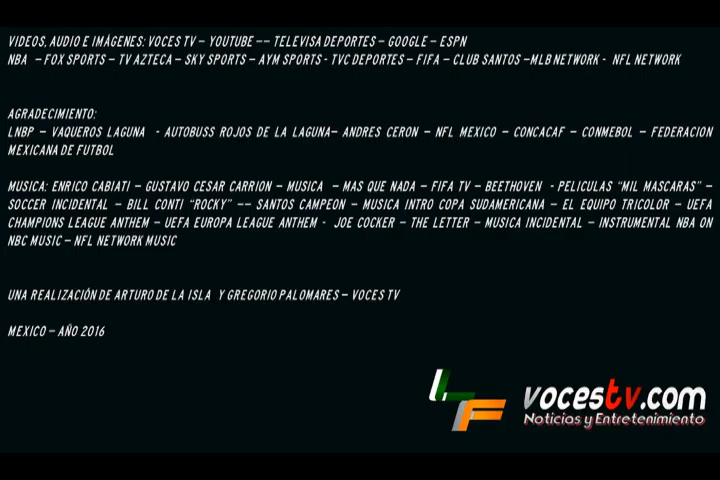 VIDEOS, AUDIO E IMÁGENES: VOCES TV – YOUTUBE –– TELEVISA DEPORTES – GOOGLE – ESPN
NBA – FOX SPORTS – TV AZTECA – SKY SPORTS – AYM SPORTS - TVC DEPORTES – FIFA – CLUB SANTOS –MLB NETWORK - NFL NETWORK
AGRADECIMIENTO:
LNBP – VAQUEROS LAGUNA - AUTOBUSS ROJOS DE LA LAGUNA– ANDRES CERON – NFL MEXICO – CONCACAF – CONMEBOL – FEDERACION
MEXICANA DE FUTBOL
MUSICA: ENRICO CABIATI – GUSTAVO CESAR CARRION – MUSICA – MAS QUE NADA – FIFA TV – BEETHOVEN - PELICULAS “MIL MASCARAS” –
SOCCER INCIDENTAL – BILL CONTI “ROCKY” –– SANTOS CAMPEON – MUSICA INTRO COPA SUDAMERICANA – EL EQUIPO TRICOLOR – UEFA
CHAMPIONS LEAGUE ANTHEM – UEFA EUROPA LEAGUE ANTHEM - JOE COCKER – THE LETTER – MUSICA INCIDENTAL – INSTRUMENTAL NBA ON
NBC MUSIC – NFL NETWORK MUSIC
UNA REALIZACIÓN DE ARTURO DE LA ISLA Y GREGORIO PALOMARES – VOCES TV
MEXICO – AÑO 2016
LF vocestv.com
Noticias y Entretenimiento